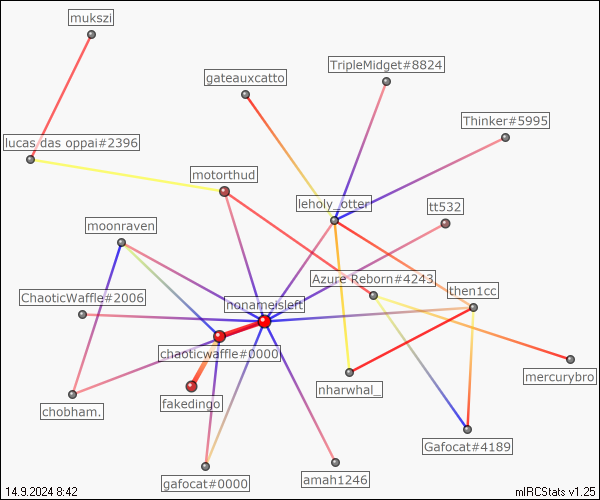 mukszi
TripleMidget#8824
gateauxcatto
Thinker#5995
lucas das oppai#2396
motorthud
leholy_otter
tt532
moonraven
Azure Reborn#4243
then1cc
ChaoticWaffle#2006
nonameisleft
chaoticwaffle#0000
mercurybro
nharwhal_
fakedingo
chobham.
Gafocat#4189
gafocat#0000
amah1246
14.9.2024 8:42
mIRCStats v1.25